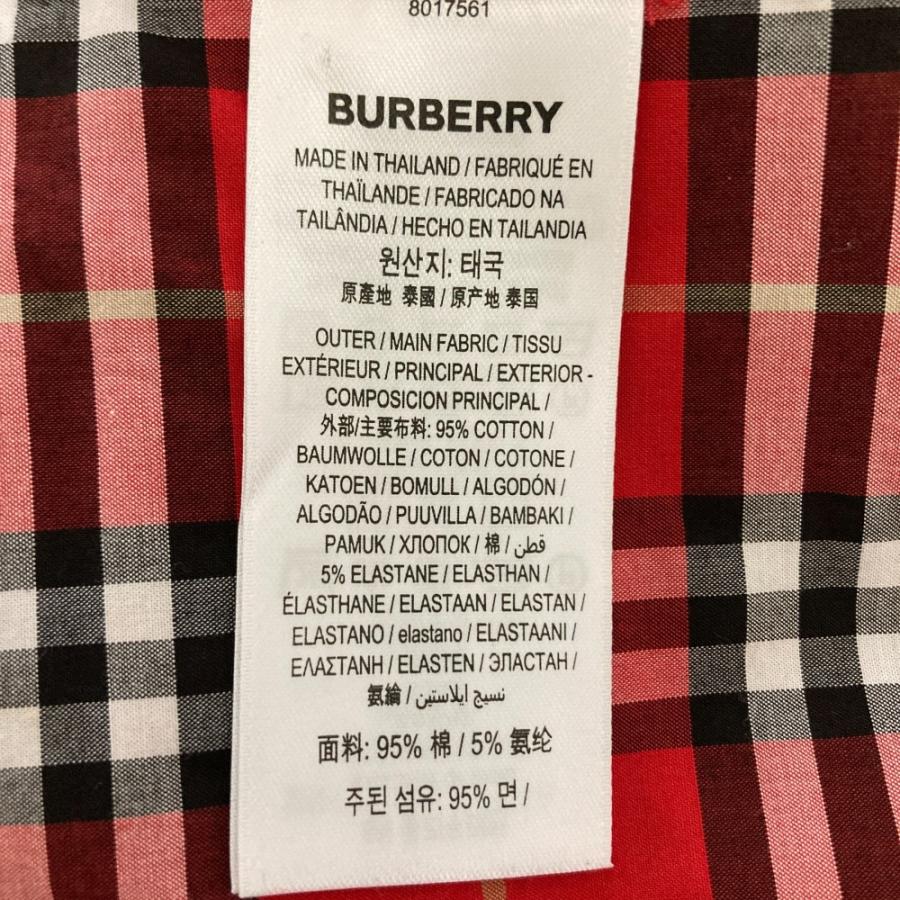 8017561
BURBERRY
MADE IN THAILAND / FABRIQUÉ EN
THAÏLANDE / FABRICADO NA
TAILÂNDIA / HECHO EN TAILANDIA
원산지: 태국
原產地 泰國 / 原产地 泰国
OUTER / MAIN FABRIC / TISSU
EXTÉRIEUR / PRINCIPAL / EXTERIOR -
COMPOSICION PRINCIPAL /
外部/主要布料: 95% COTTON /
BAUMWOLLE / COTON / COTONE /
KATOEN / BOMULL / ALGODÓN /
ALGODÃO / PUUVILLA / BAMBAKI /
PAMUK / ХЛОПОК / 棉 / قطن
5% ELASTANE / ELASTHAN /
ÉLASTHANE / ELASTAAN / ELASTAN /
ELASTANO / elastano / ELASTAANI /
ΕΛΑΣΤΑΝΗ / ELASTEN / ЭЛАСТАН /
氨綸 / نسيج ايلاستين
面料: 95% 棉 / 5% 氨纶
주된 섬유: 95% 면 /